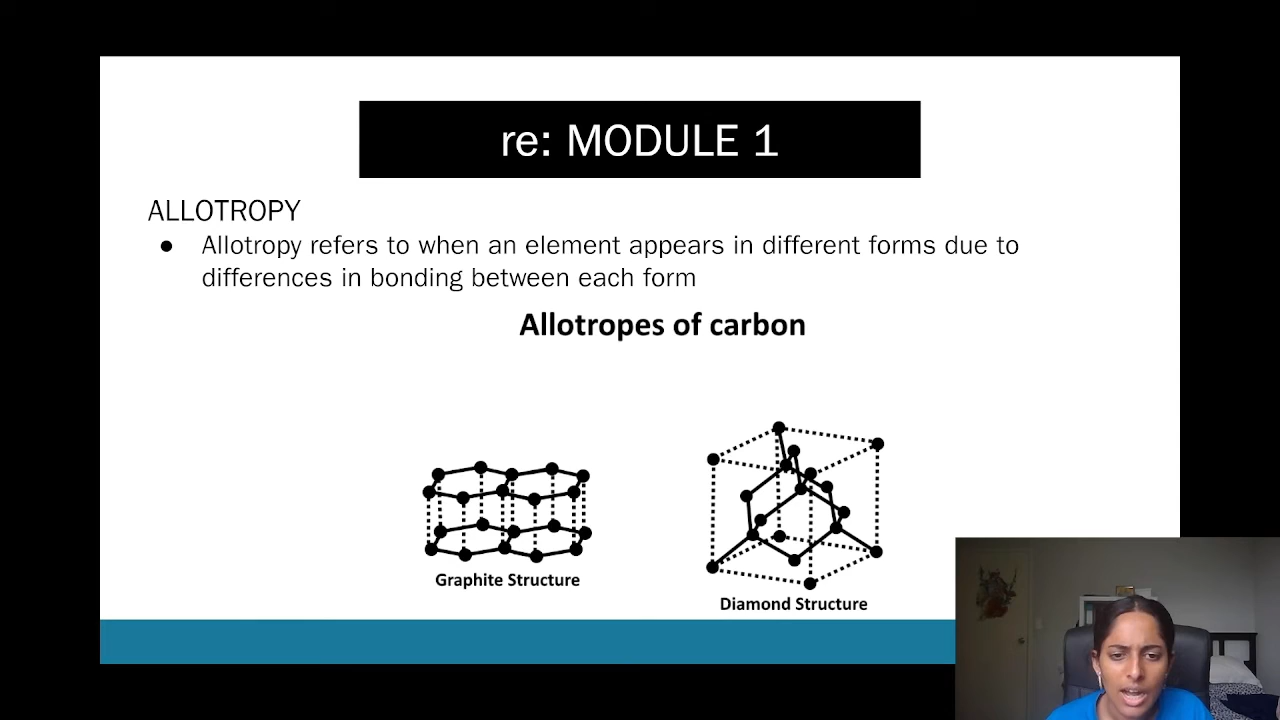 re: MODULE 1
ALLOTROPY
● Allotropy refers to when an element appears in different forms due to
differences in bonding between each form
Allotropes of carbon
Graphite Structure
Diamond Structure